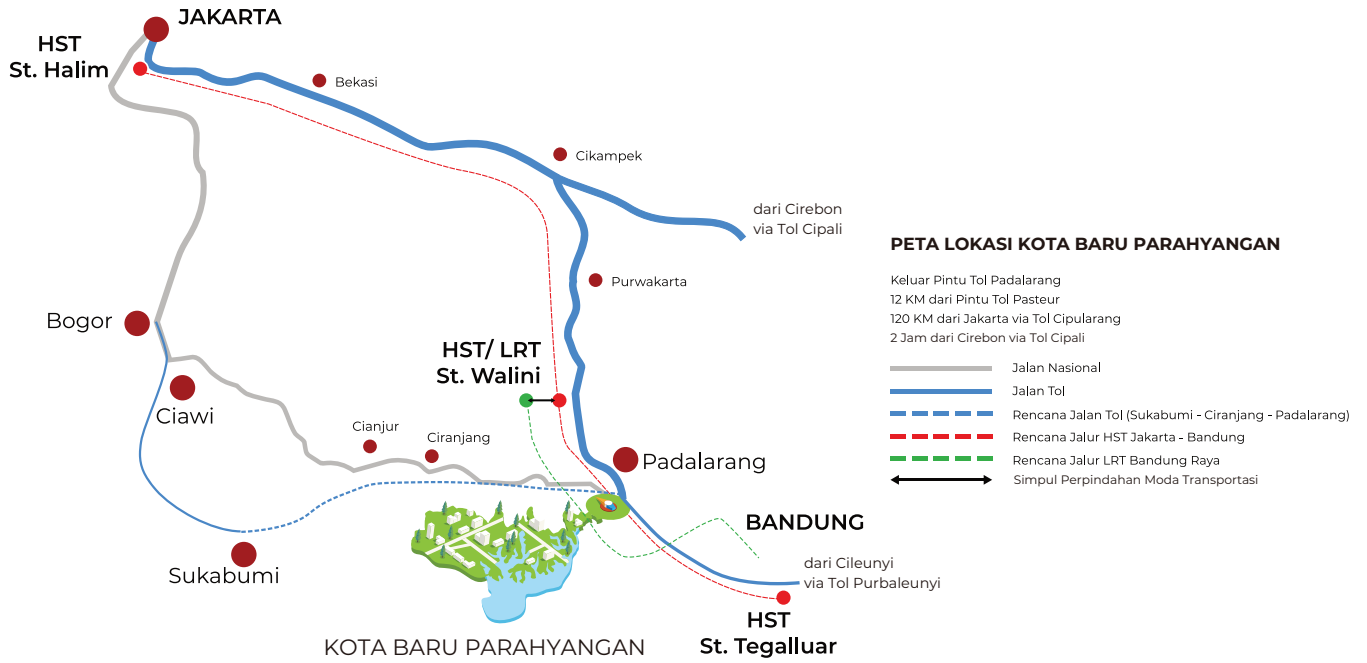 JAKARTA
HST
St. Halim
Bekasi
Cikampek
dari Cirebon
via Tol Cipali
Purwakarta
Bogor
HST/ LRT
St. Walini
Ciawi
Cianjur
Ciranjang
Padalarang
BANDUNG
Sukabumi
dari Cileunyi
via Tol Purbaleunyi
HST
St. Tegalluar
KOTA BARU PARAHYANGAN
PETA LOKASI KOTA BARU PARAHYANGAN
Keluar Pintu Tol Padalarang
12 KM dari Pintu Tol Pasteur
120 KM dari Jakarta via Tol Cipularang
2 Jam dari Cirebon via Tol Cipali
Jalan Nasional
Jalan Tol
Rencana Jalan Tol (Sukabumi - Ciranjang - Padalarang)
Rencana Jalur HST Jakarta - Bandung
Rencana Jalur LRT Bandung Raya
Simpul Perpindahan Moda Transportasi